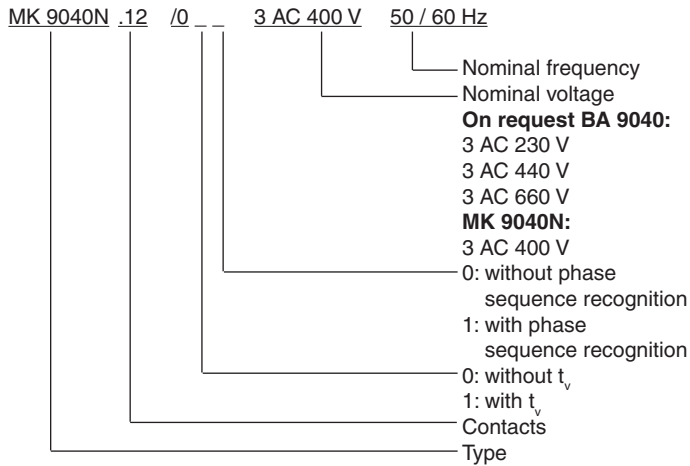 MK 9040N .12 /0 _ _ 3 AC 400 V 50 / 60 Hz
Nominal frequency
Nominal voltage
On request BA 9040:
3 AC 230 V
3 AC 440 V
3 AC 660 V
MK 9040N:
3 AC 400 V
0: without phase
sequence recognition
1: with phase
sequence recognition
0: without tv
1: with tv
Contacts
Type